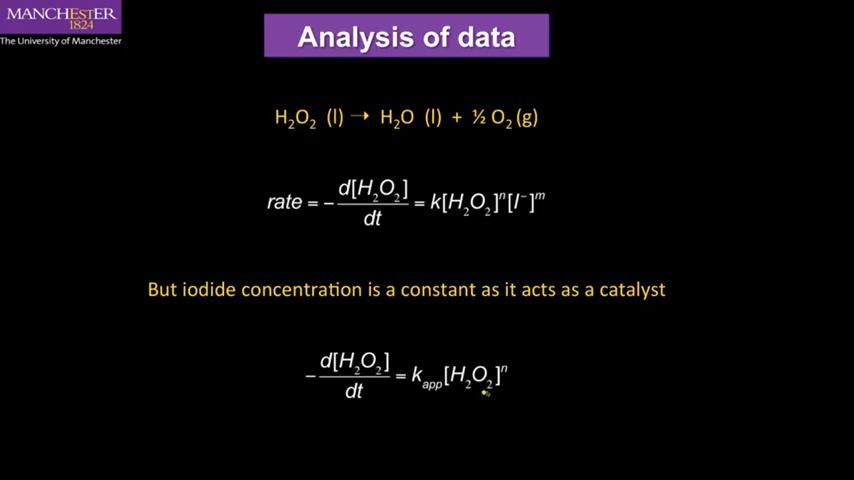 MANCHESTER
1824
The University of Manchester
Analysis of data
H₂O₂ (l) → H₂O (l) + ½ O₂ (g)
rate = - d[H₂O₂]/dt = k[H₂O₂]ⁿ[I⁻]ᵐ
But iodide concentration is a constant as it acts as a catalyst
- d[H₂O₂]/dt = kₐₚₚ[H₂O₂]ⁿ